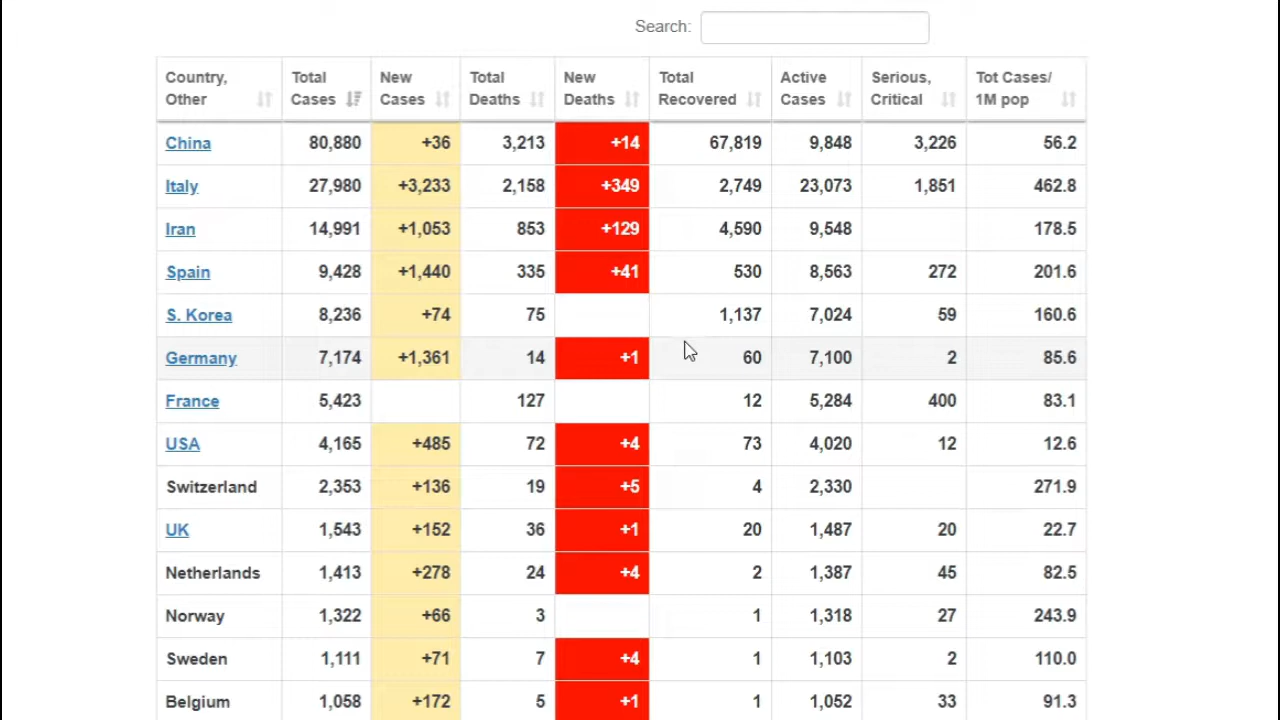 Search:
Country, Other Total Cases New Cases Total Deaths New Deaths Total Recovered Active Cases Serious, Critical Tot Cases/ 1M pop
China 80,880 +36 3,213 +14 67,819 9,848 3,226 56.2
Italy 27,980 +3,233 2,158 +349 2,749 23,073 1,851 462.8
Iran 14,991 +1,053 853 +129 4,590 9,548 178.5
Spain 9,428 +1,440 335 +41 530 8,563 272 201.6
S. Korea 8,236 +74 75 1,137 7,024 59 160.6
Germany 7,174 +1,361 14 +1 60 7,100 2 85.6
France 5,423 127 12 5,284 400 83.1
USA 4,165 +485 72 +4 73 4,020 12 12.6
Switzerland 2,353 +136 19 +5 4 2,330 271.9
UK 1,543 +152 36 +1 20 1,487 20 22.7
Netherlands 1,413 +278 24 +4 2 1,387 45 82.5
Norway 1,322 +66 3 1 1,318 27 243.9
Sweden 1,111 +71 7 +4 1 1,103 2 110.0
Belgium 1,058 +172 5 +1 1 1,052 33 91.3